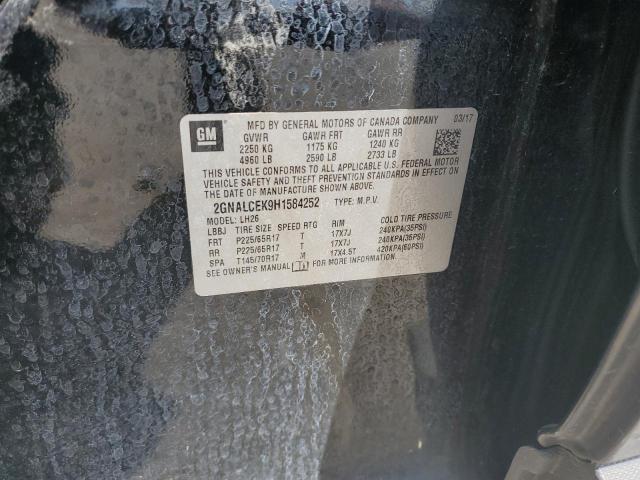 GM
MFD BY GENERAL MOTORS OF CANADA COMPANY 03/17
GVWR GAWR FRT GAWR RR
2250 KG 1175 KG 1240 KG
4960 LB 2590 LB 2733 LB
THIS VEHICLE CONFORMS TO ALL APPLICABLE U.S. FEDERAL MOTOR
VEHICLE SAFETY AND THEFT PREVENTION STANDARDS IN EFFECT
ON THE DATE OF MANUFACTURE SHOWN ABOVE.
2GNALCEK9H1584252 TYPE: M.P.V.
MODEL: LH26
LBBJ TIRE SIZE SPEED RTG RIM COLD TIRE PRESSURE
FRT P225/65R17 T 17X7J 240KPA(35PSI)
RR P225/65R17 T 17X7J 240KPA(35PSI)
SPA T145/70R17 M 17X4.5T 420KPA(60PSI)
SEE OWNER'S MANUAL FOR MORE INFORMATION.